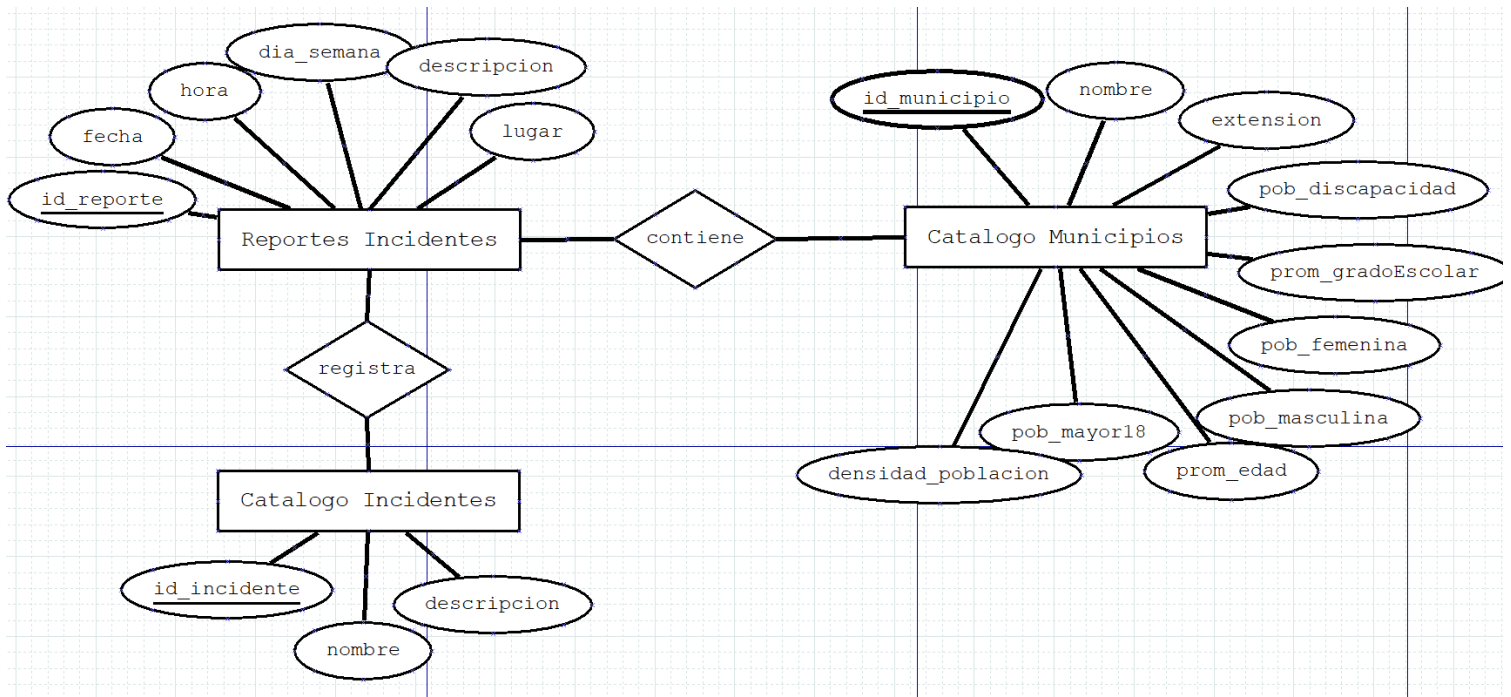 dia_semana
descripcion
hora
fecha
lugar
id_reporte
Reportes Incidentes
contiene
id_municipio
nombre
extension
pob_discapacidad
Catalogo Municipios
prom_gradoEscolar
pob_femenina
pob_masculina
pob_mayor18
prom_edad
densidad_poblacion
registra
Catalogo Incidentes
id_incidente
descripcion
nombre